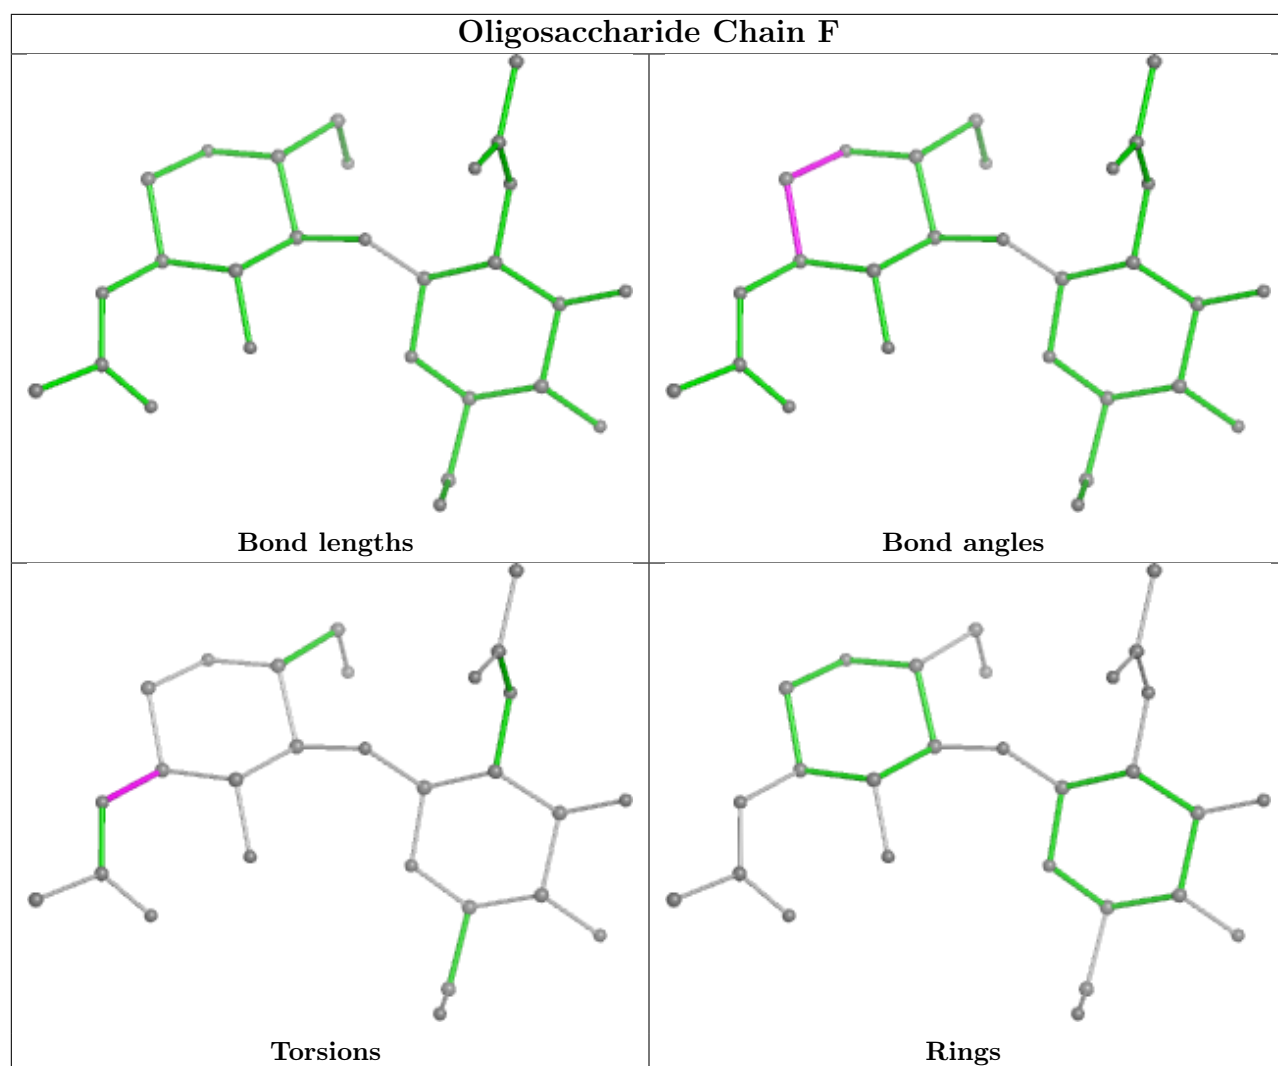 Oligosaccharide Chain F
Bond lengths
Bond angles
Torsions
Rings